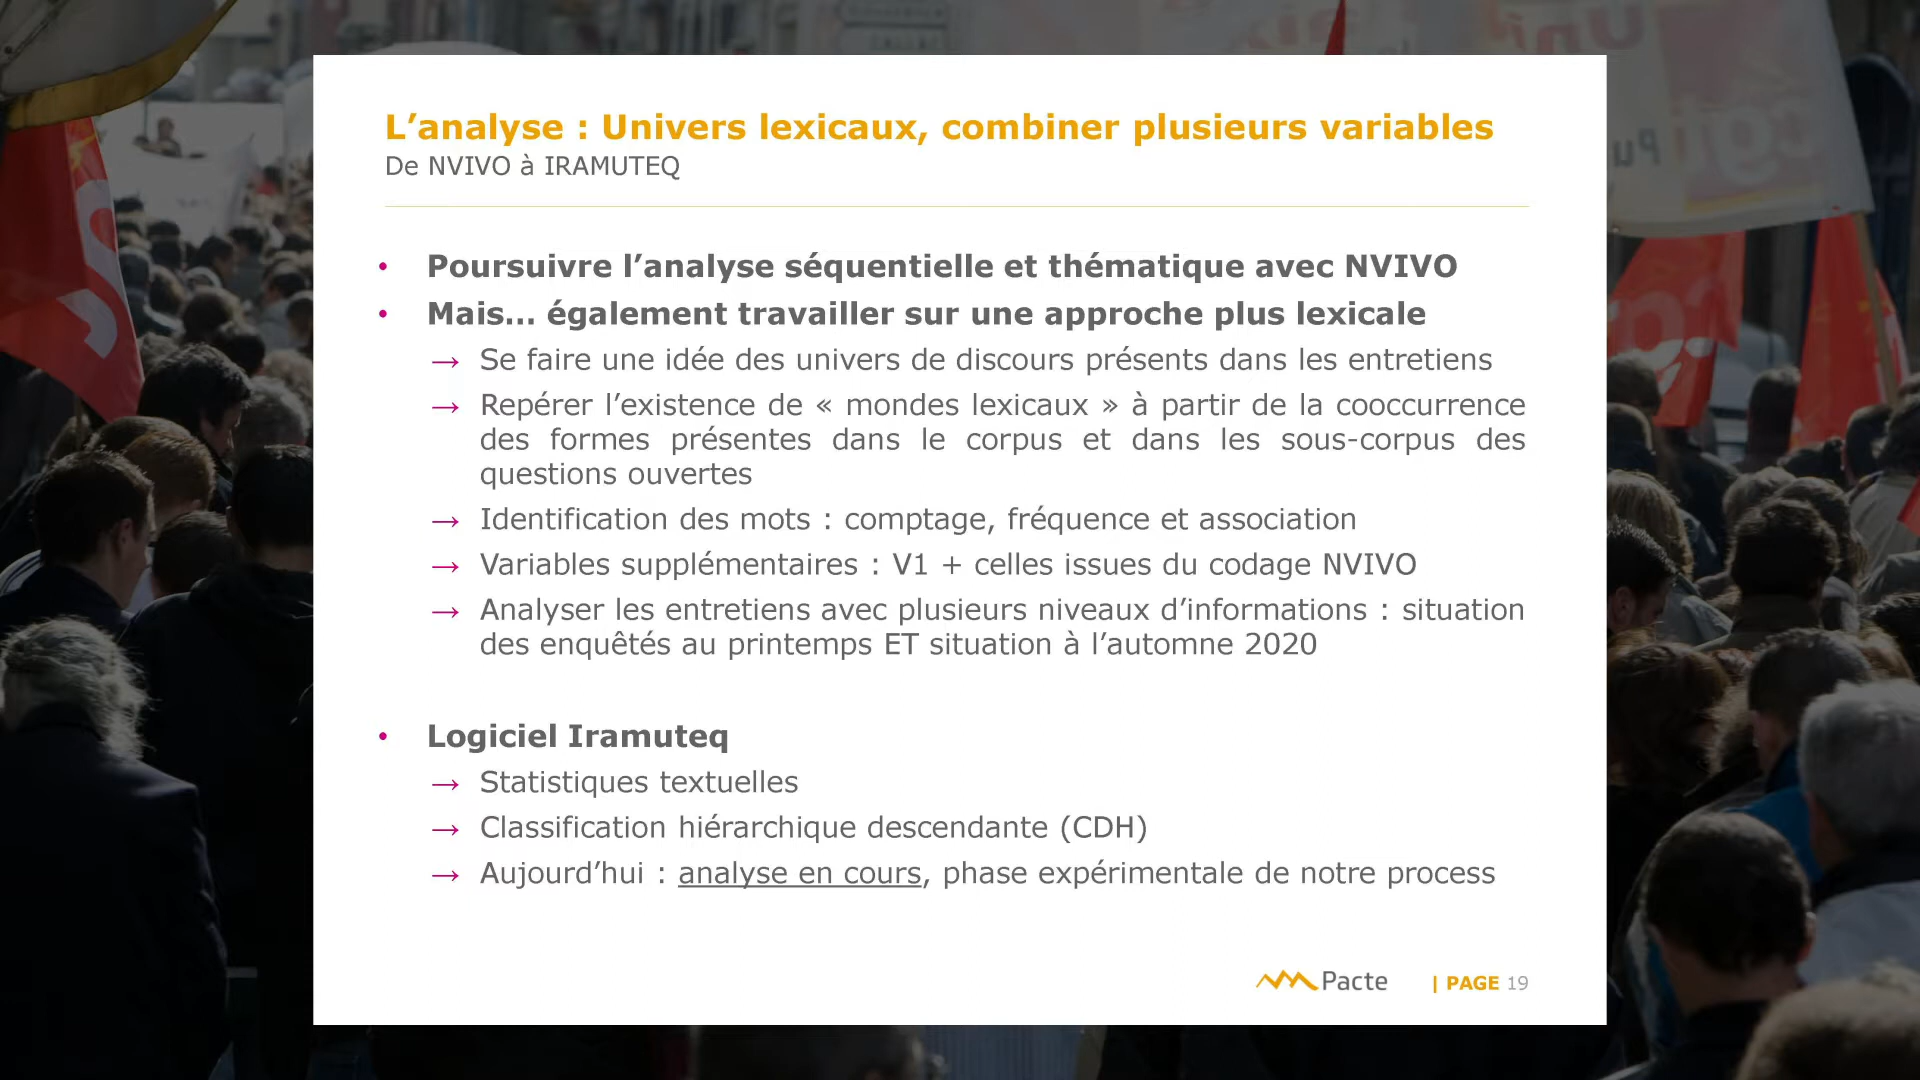 L’analyse : Univers lexicaux, combiner plusieurs variables
De NVIVO à IRAMUTEQ
• Poursuivre l’analyse séquentielle et thématique avec NVIVO
• Mais… également travailler sur une approche plus lexicale
→ Se faire une idée des univers de discours présents dans les entretiens
→ Repérer l’existence de « mondes lexicaux » à partir de la cooccurrence
des formes présentes dans le corpus et dans les sous-corpus des
questions ouvertes
→ Identification des mots : comptage, fréquence et association
→ Variables supplémentaires : V1 + celles issues du codage NVIVO
→ Analyser les entretiens avec plusieurs niveaux d’informations : situation
des enquêtés au printemps ET situation à l’automne 2020
• Logiciel Iramuteq
→ Statistiques textuelles
→ Classification hiérarchique descendante (CDH)
→ Aujourd’hui : analyse en cours, phase expérimentale de notre process
Pacte
| PAGE 19